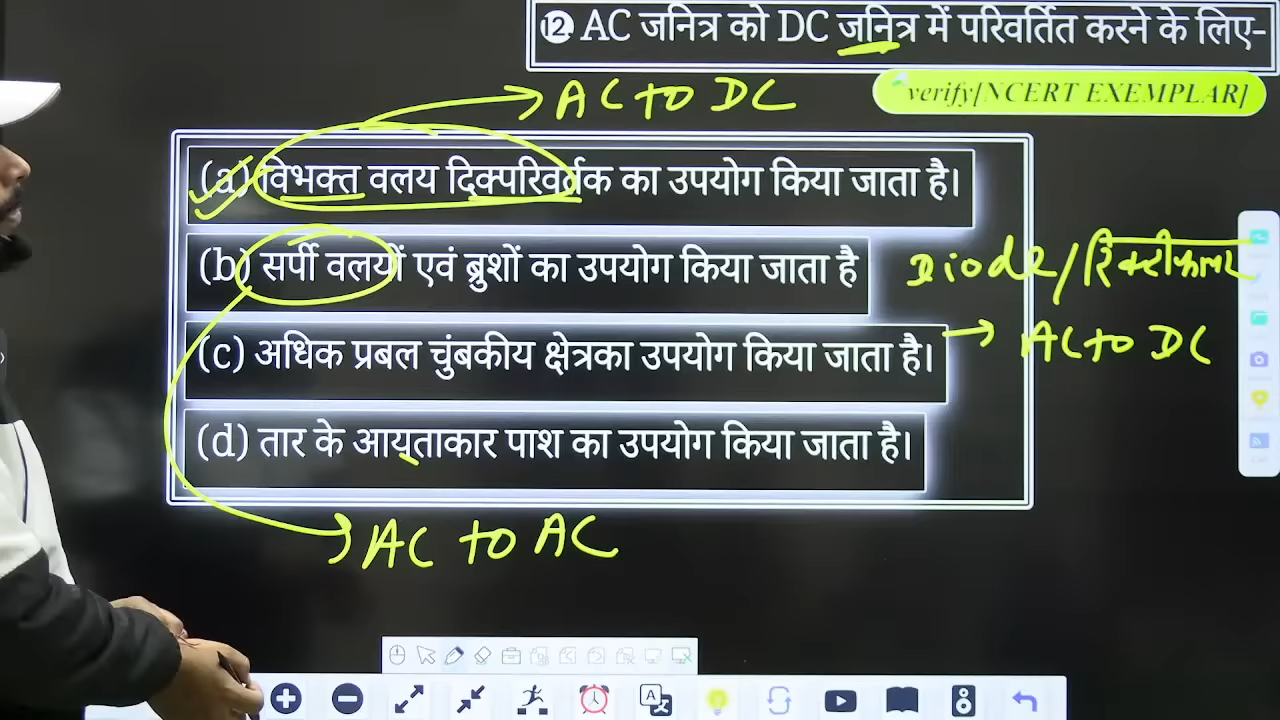 ⓬. AC जनित्र को DC जनित्र में परिवर्तित करने के लिए-
verify[NCERT EXEMPLAR]
AC to DC
(a) विभक्त वलय दिक्परिवर्तक का उपयोग किया जाता है।
(b) सर्पी वलयों एवं ब्रुशों का उपयोग किया जाता है
Diode/रेक्टीफायर
(c) अधिक प्रबल चुंबकीय क्षेत्रका उपयोग किया जाता है।
→ AC to DC
(d) तार के आयताकार पाश का उपयोग किया जाता है।
AC to AC